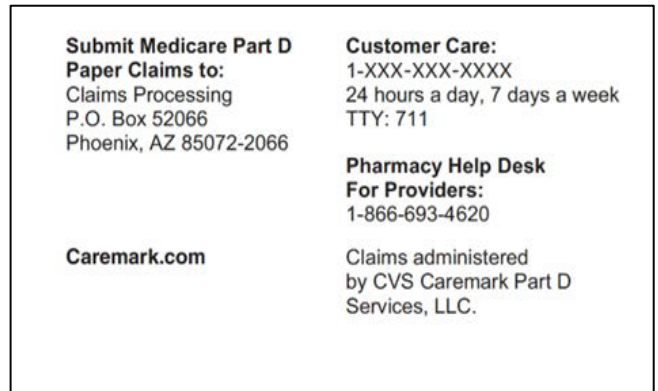 Submit Medicare Part D
Paper Claims to:
Claims Processing
P.O. Box 52066
Phoenix, AZ 85072-2066
Caremark.com
Customer Care:
1-XXX-XXX-XXXX
24 hours a day, 7 days a week
TTY: 711
Pharmacy Help Desk
For Providers:
1-866-693-4620
Claims administered
by CVS Caremark Part D
Services, LLC.